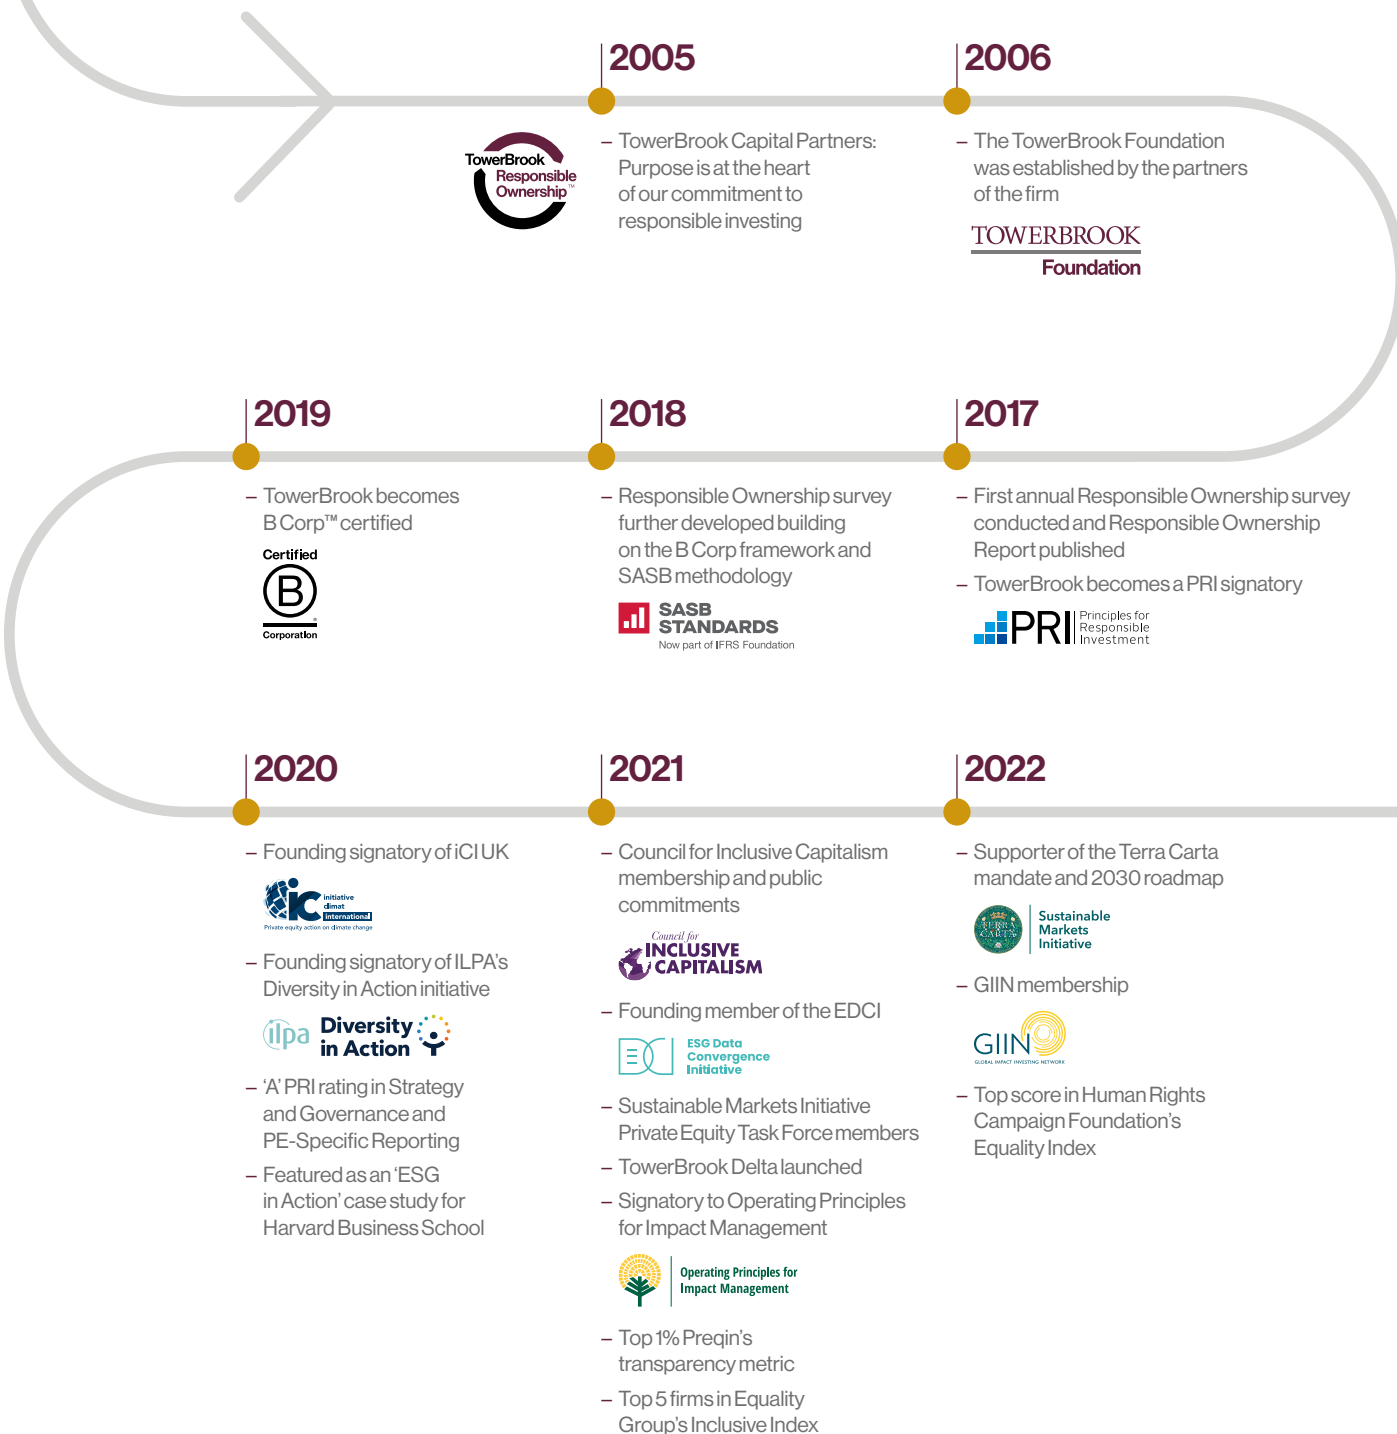 2005
TowerBrook
Responsible
Ownership™
– TowerBrook Capital Partners:
Purpose is at the heart
of our commitment to
responsible investing
2006
– The TowerBrook Foundation
was established by the partners
of the firm
TOWERBROOK
Foundation
2019
– TowerBrook becomes
B Corp™ certified
Certified
B
®
Corporation
2018
– Responsible Ownership survey
further developed building
on the B Corp framework and
SASB methodology
SASB
STANDARDS
Now part of IFRS Foundation
2017
– First annual Responsible Ownership survey
conducted and Responsible Ownership
Report published
– TowerBrook becomes a PRI signatory
PRI
Principles for
Responsible
Investment
2020
– Founding signatory of iCI UK
ic
initiative
climat
international
Private equity action on climate change
– Founding signatory of ILPA’s
Diversity in Action initiative
ilpa
Diversity
in Action
– ‘A’ PRI rating in Strategy
and Governance and
PE-Specific Reporting
– Featured as an ‘ESG
in Action’ case study for
Harvard Business School
2021
– Council for Inclusive Capitalism
membership and public
commitments
Council for
INCLUSIVE
CAPITALISM
– Founding member of the EDCI
ESG Data
Convergence
Initiative
– Sustainable Markets Initiative
Private Equity Task Force members
– TowerBrook Delta launched
– Signatory to Operating Principles
for Impact Management
Operating Principles for
Impact Management
– Top 1% Preqin’s
transparency metric
– Top 5 firms in Equality
Group’s Inclusive Index
2022
– Supporter of the Terra Carta
mandate and 2030 roadmap
TERRA
CARTA
Sustainable
Markets
Initiative
– GIIN membership
GIIN
GLOBAL IMPACT INVESTING NETWORK
– Top score in Human Rights
Campaign Foundation’s
Equality Index